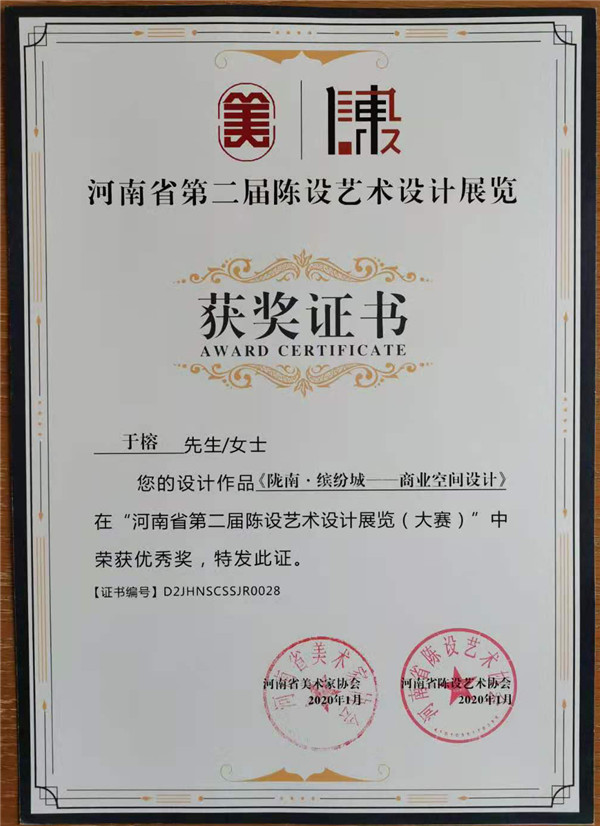 美 陳設
河南省第二届陈设艺术设计展览
获奖证书
AWARD CERTIFICATE
于榕 先生/女士
您的设计作品《陇南·缤纷城——商业空间设计》
在“河南省第二届陈设艺术设计展览(大赛)”中
荣获优秀奖，特发此证。
【证书编号】D2JHNSCSSJR0028
河南省美术家协会
2020年1月
河南省陈设艺术协会
2020年1月